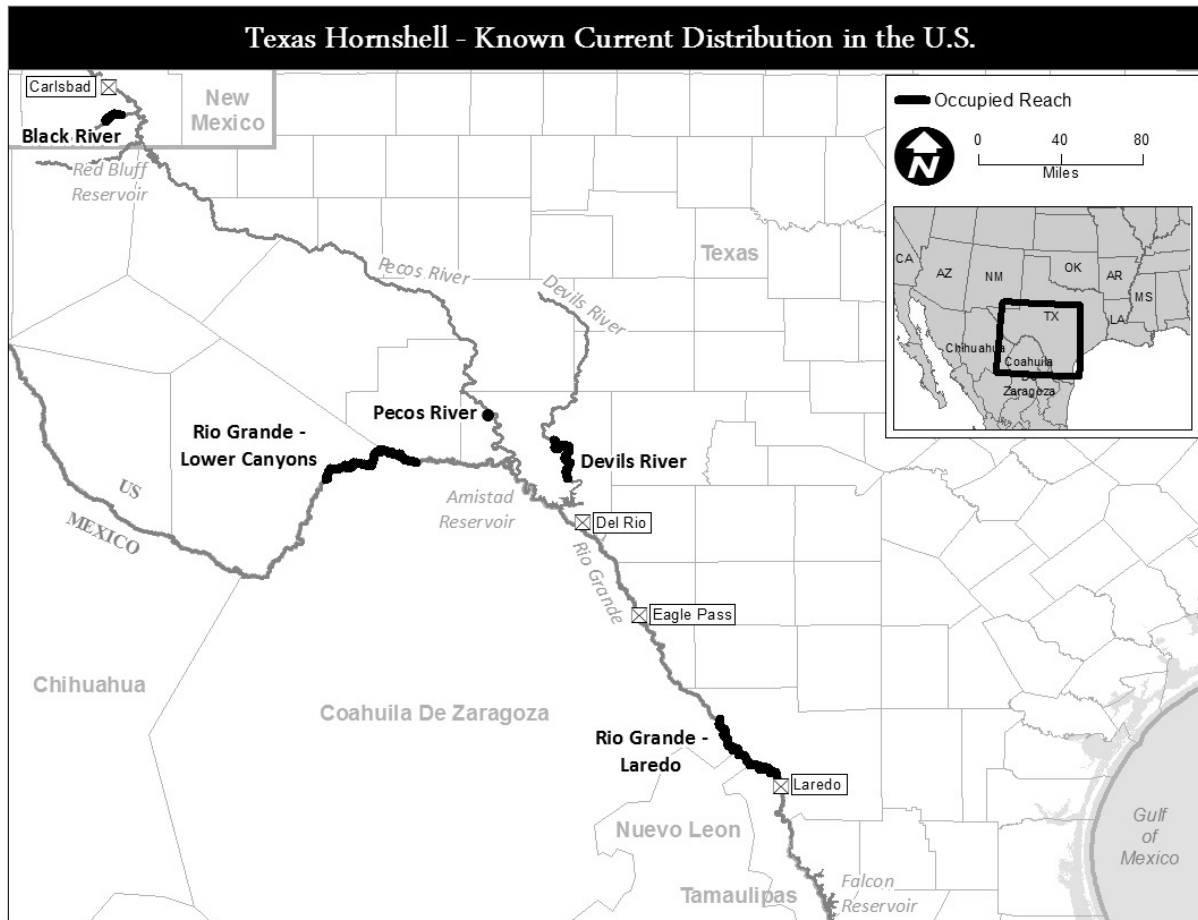 Texas Hornshell - Known Current Distribution in the U.S.
Carlsbad
New
Mexico
Black River
Red Bluff
Reservoir
Pecos River
Devils River
Texas
Occupied Reach
N
0 40 80
Miles
CA
AZ
NM
OK
AR
MS
TX
LA
Chihuahua
Coahuila
De
Zaragoza
Pecos River
Rio Grande -
Lower Canyons
Devils River
US
MEXICO
Amistad
Reservoir
Del Rio
Rio Grande
Eagle Pass
Chihuahua
Coahuila De Zaragoza
Rio Grande -
Laredo
Laredo
Nuevo Leon
Gulf
of
Mexico
Tamaulipas
Falcon
Reservoir